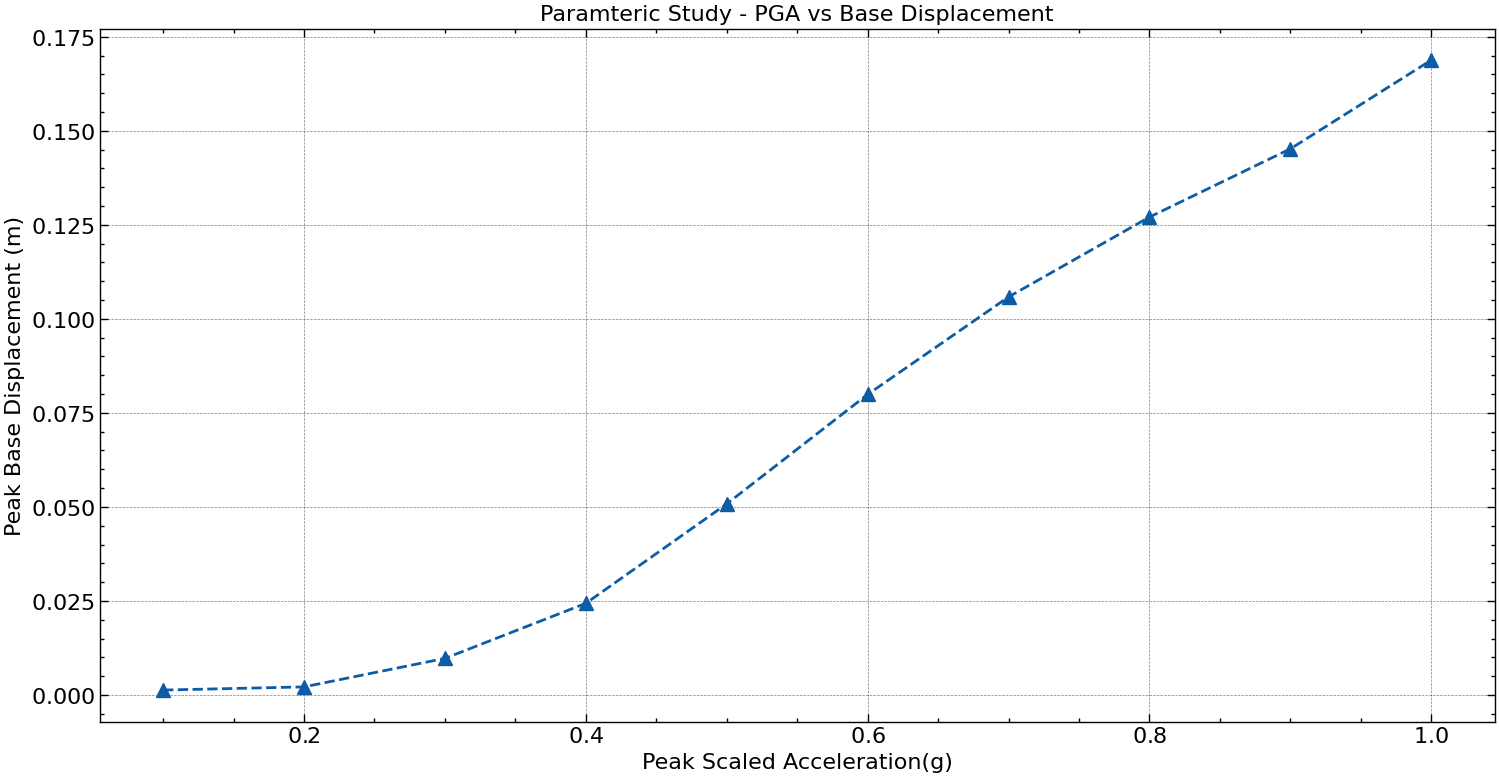 Paramteric Study - PGA vs Base Displacement
Peak Base Displacement (m)
0.175
0.150
0.125
0.100
0.075
0.050
0.025
0.000
0.2 0.4 0.6 0.8 1.0
Peak Scaled Acceleration(g)